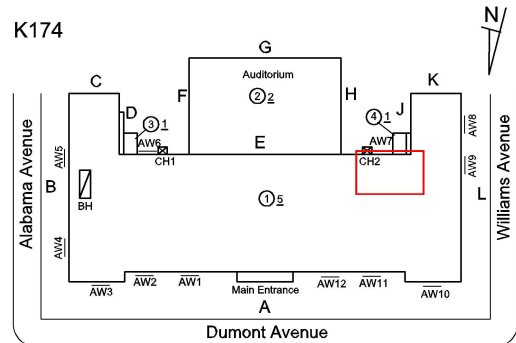 K174
N
G
C
K
Auditorium
F
② 2
H
D
③ 1
④ 1
J
AW6
AW7
AW8
E
CH1
CH2
AW5
AW9
Alabama Avenue
B
BH
① 5
L
Williams Avenue
AW4
AW3
AW2
AW1
Main Entrance
AW12
AW11
AW10
A
Dumont Avenue